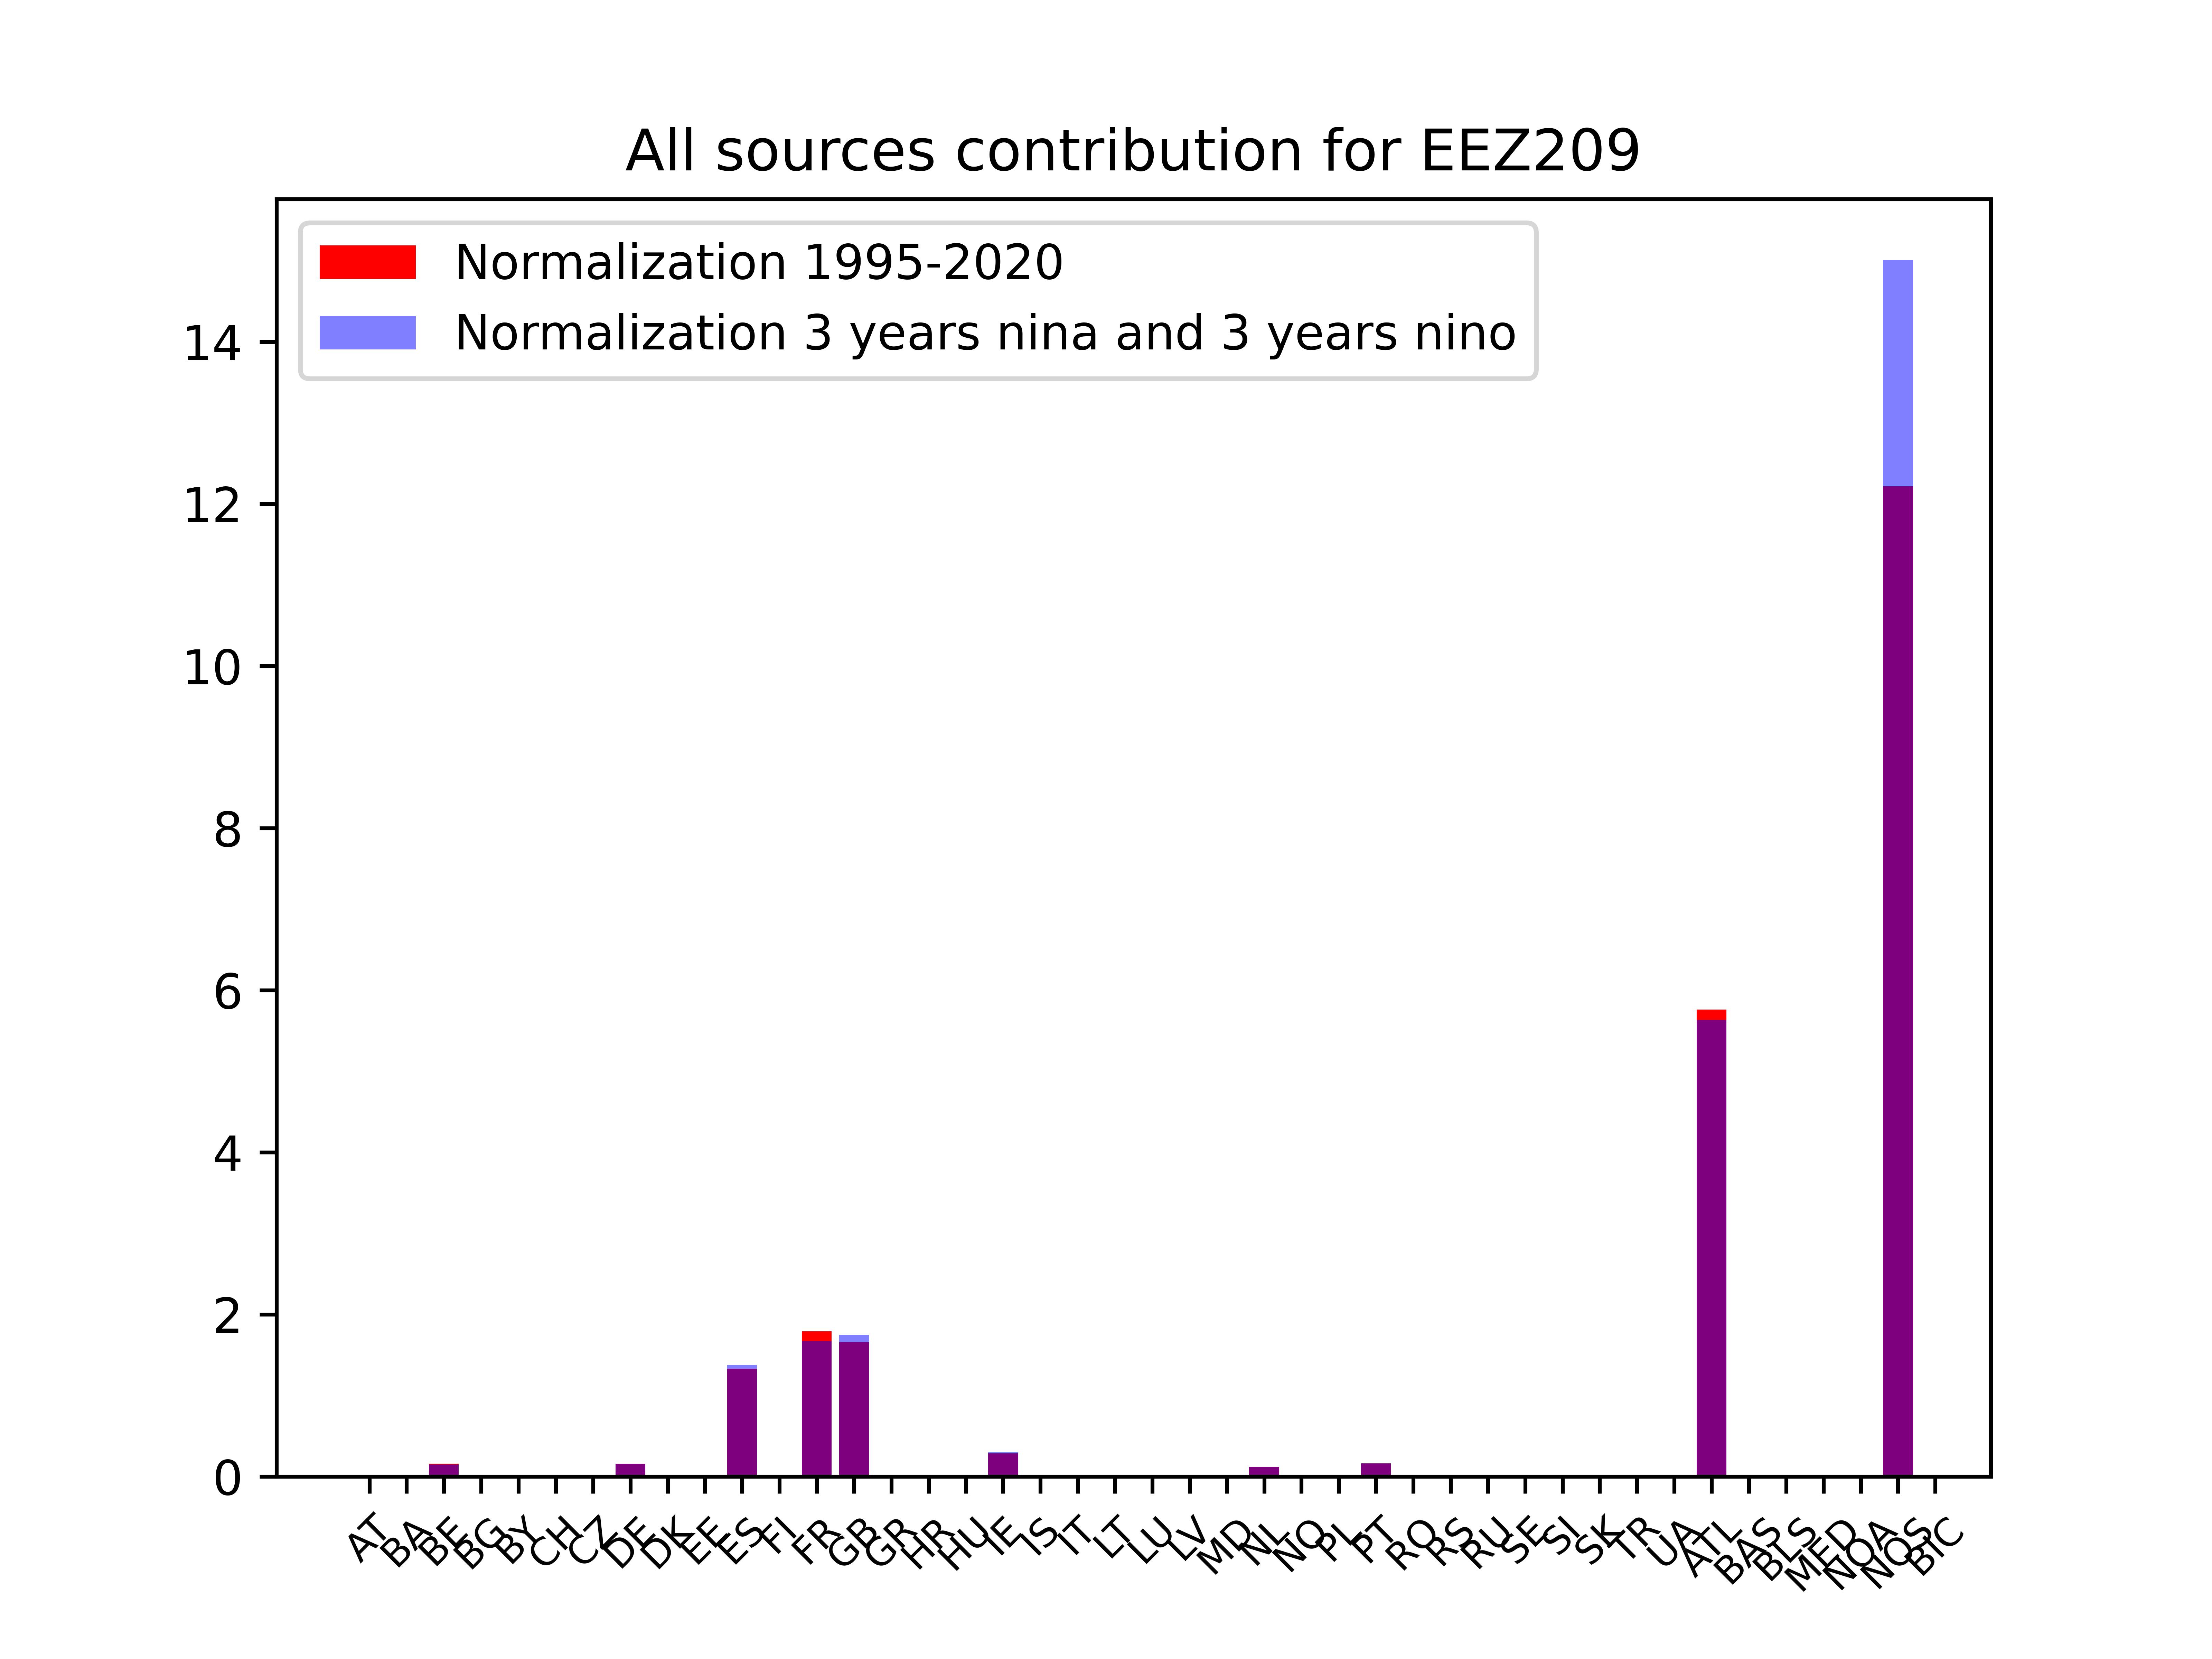 All sources contribution for EEZ209
Normalization 1995-2020
Normalization 3 years nina and 3 years nino
14
12
10
8
6
4
2
0
AT
BA
BE
BG
BY
CH
CZ
DE
DK
EE
ES
FI
FR
GB
GR
HR
HU
IE
IS
IT
LT
LU
LV
MD
NL
NO
PL
PT
RO
RS
RU
SE
SI
SK
TR
UA
ATL
BAS
BLS
MED
NOA
NOS
BIC